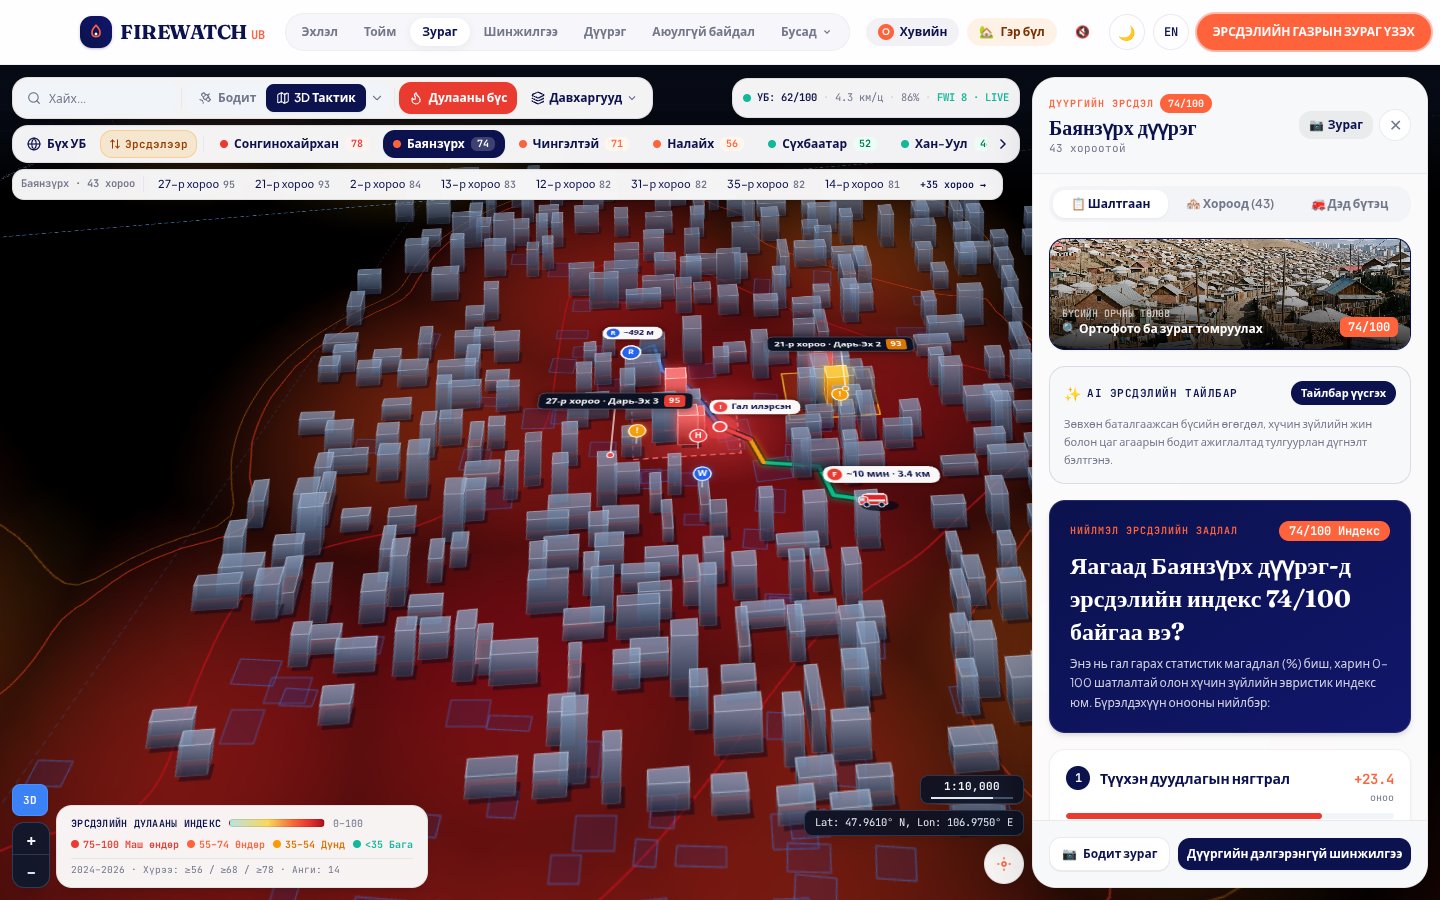 FIREWATCH UB
Эхлэл
Тойм
Зураг
Шинжилгээ
Дүүрэг
Аюулгүй байдал
Бусад
Хувийн
Гэр бүл
EN
ЭРСДЭЛИЙН ГАЗРЫН ЗУРАГ ҮЗЭХ
Хайх...
Бодит
3D Тактик
Дулааны бүс
Давхаргууд
УБ: 62/100 · 4.3 км/ц · 86% · FWI 8 · LIVE
Бүх УБ
Эрсдэлээр
Сонгинохайрхан 78
Баянзүрх 74
Чингэлтэй 71
Налайх 56
Сүхбаатар 52
Хан-Уул
Баянзүрх · 43 хороо
27-р хороо 95
21-р хороо 93
2-р хороо 84
13-р хороо 83
12-р хороо 82
31-р хороо 82
35-р хороо 82
14-р хороо 81
+35 хороо →
R ~492 м
R
21-р хороо · Дарь-Эх 2 93
27-р хороо · Дарь-Эх 3 95
Гал илэрсэн
!
!
H
W
F ~10 мин · 3.4 км
1:10,000
Lat: 47.9610° N, Lon: 106.9750° E
3D
+
−
ЭРСДЭЛИЙН ДУЛААНЫ ИНДЕКС 0-100
75-100 Маш өндөр
55-74 Өндөр
35-54 Дунд
<35 Бага
2024-2026 · Хүрээ: ≥56 / ≥68 / ≥78 · Анги: 14
ДҮҮРГИЙН ЭРСДЭЛ 74/100
Баянзүрх дүүрэг
43 хороотой
Зураг
Шалтгаан
Хороод (43)
Дэд бүтэц
БҮСИЙН ОРЧНЫ ТӨЛӨВ
Ортофото ба зураг томруулах
74/100
AI ЭРСДЭЛИЙН ТАЙЛБАР
Тайлбар үүсгэх
Зөвхөн баталгаажсан бүсийн өгөгдөл, хүчин зүйлийн жин
болон цаг агаарын бодит ажиглалтад тулгуурлан дүгнэлт
бэлтгэнэ.
НИЙЛМЭЛ ЭРСДЭЛИЙН ЗАДЛАЛ
74/100 Индекс
Яагаад Баянзүрх дүүрэг-д
эрсдэлийн индекс 74/100
байгаа вэ?
Энэ нь гал гарах статистик магадлал (%) биш, харин 0-
100 шатлалтай олон хүчин зүйлийн эвристик индекс
юм. Бүрэлдэхүүн онооны нийлбэр:
1 Түүхэн дуудлагын нягтрал +23.4
оноо
Бодит зураг
Дүүргийн дэлгэрэнгүй шинжилгээ